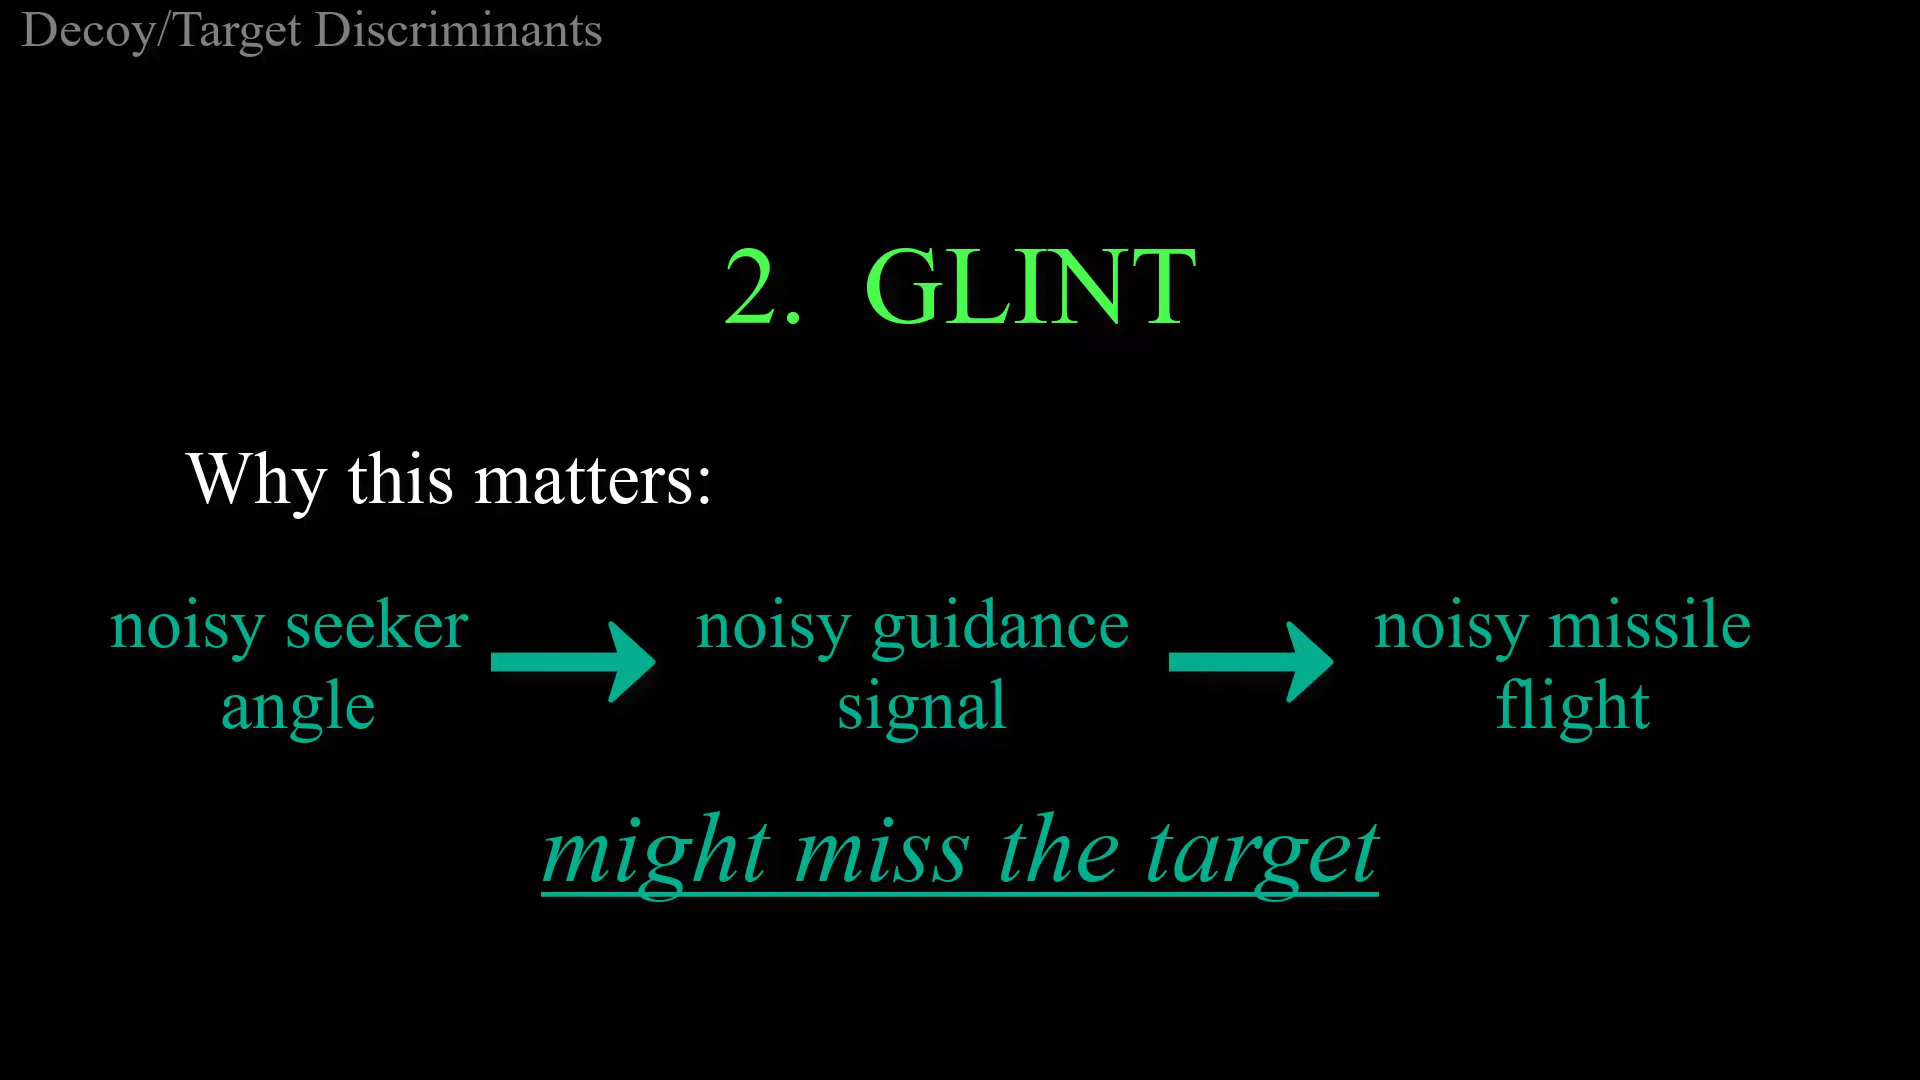 Decoy/Target Discriminants
2. GLINT
Why this matters:
noisy seeker
angle
noisy guidance
signal
noisy missile
flight
might miss the target